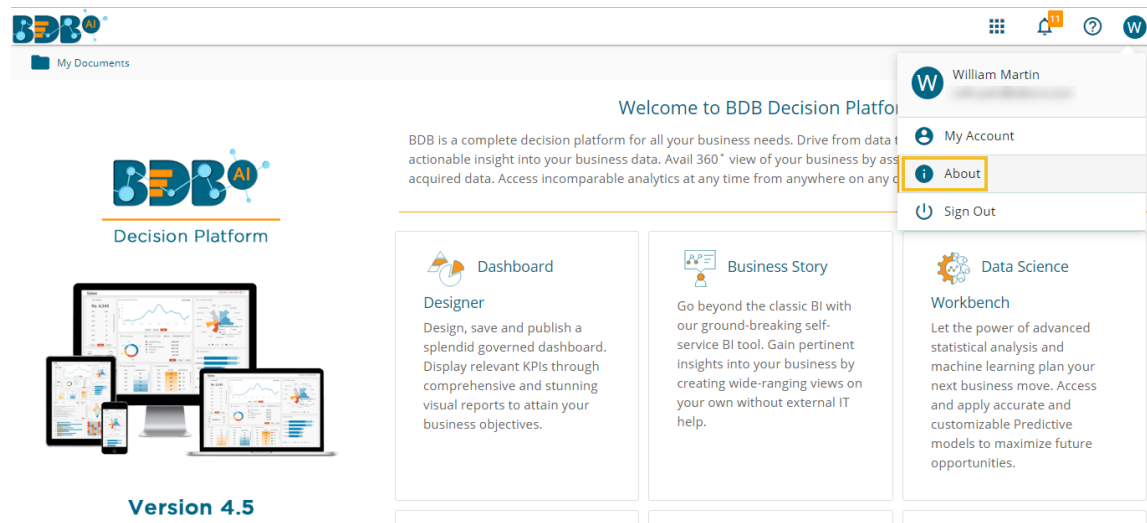 BDB AI
11
W
My Documents
W
William Martin
My Account
About
Sign Out
Welcome to BDB Decision Platfo
BDB is a complete decision platform for all your business needs. Drive from data t
actionable insight into your business data. Avail 360° view of your business by ass
acquired data. Access incomparable analytics at any time from anywhere on any
BDB AI
Decision Platform
Version 4.5
Dashboard
Designer
Design, save and publish a
splendid governed dashboard.
Display relevant KPIs through
comprehensive and stunning
visual reports to attain your
business objectives.
Business Story
Go beyond the classic BI with
our ground-breaking self-
service BI tool. Gain pertinent
insights into your business by
creating wide-ranging views on
your own without external IT
help.
Data Science
Workbench
Let the power of advanced
statistical analysis and
machine learning plan your
next business move. Access
and apply accurate and
customizable Predictive
models to maximize future
opportunities.